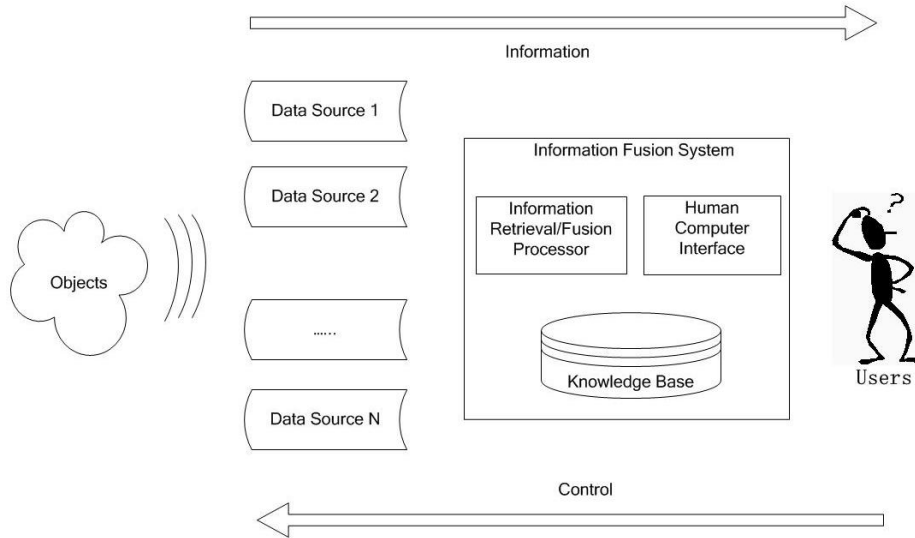 Information
Data Source 1
Data Source 2
......
Data Source N
Objects
Information Fusion System
Information
Retrieval/Fusion
Processor
Human
Computer
Interface
Knowledge Base
?
Users
Control